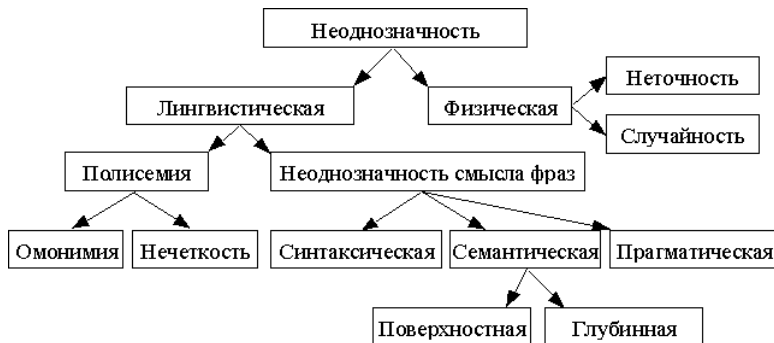 Неоднозначность
Неточность
Лингвистическая
Физическая
Случайность
Полисемия
Неоднозначность смысла фраз
Омонимия
Нечеткость
Синтаксическая
Семантическая
Прагматическая
Поверхностная
Глубинная